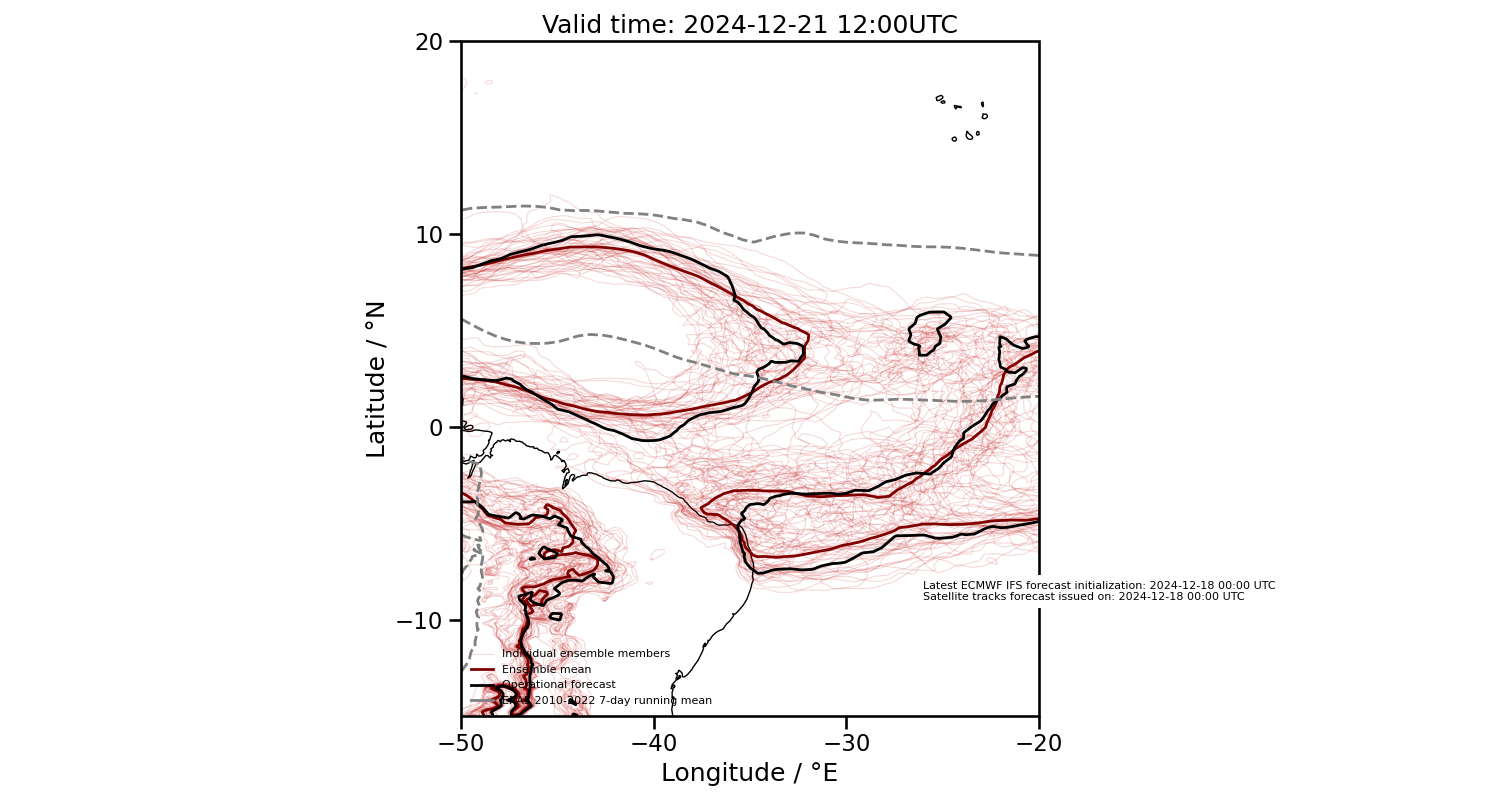 Valid time: 2024-12-21 12:00UTC
20
10
0
−10
Latitude / °N
Latest ECMWF IFS forecast initialization: 2024-12-18 00:00 UTC
Satellite tracks forecast issued on: 2024-12-18 00:00 UTC
Individual ensemble members
Ensemble mean
Operational forecast
ERA5 2010-2022 7-day running mean
−50
−40
−30
−20
Longitude / °E